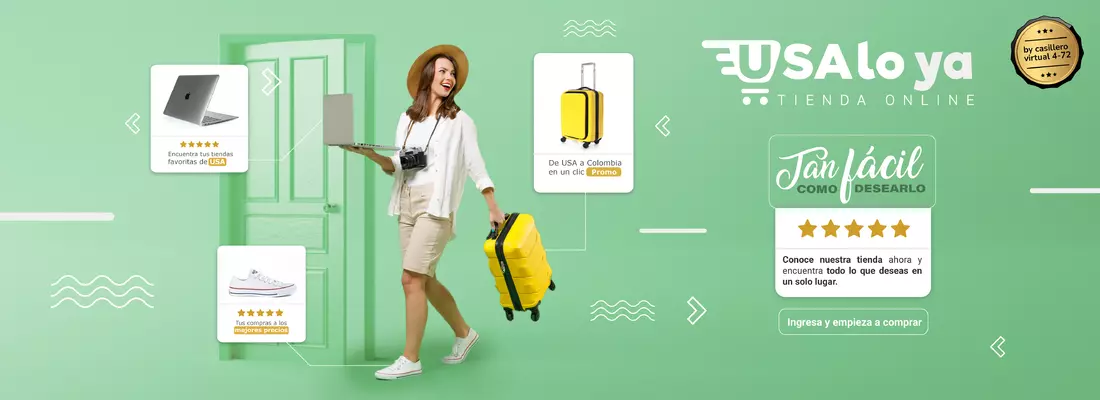 Encuentra tus tiendas
favoritas de USA
Tus compras a los
mejores precios
De USA a Colombia
en un clic Promo
USAlo ya
TIENDA ONLINE
by casillero
virtual 4-72
Tan fácil
COMO DESEARLO
Conoce nuestra tienda ahora y
encuentra todo lo que deseas en
un solo lugar.
Ingresa y empieza a comprar